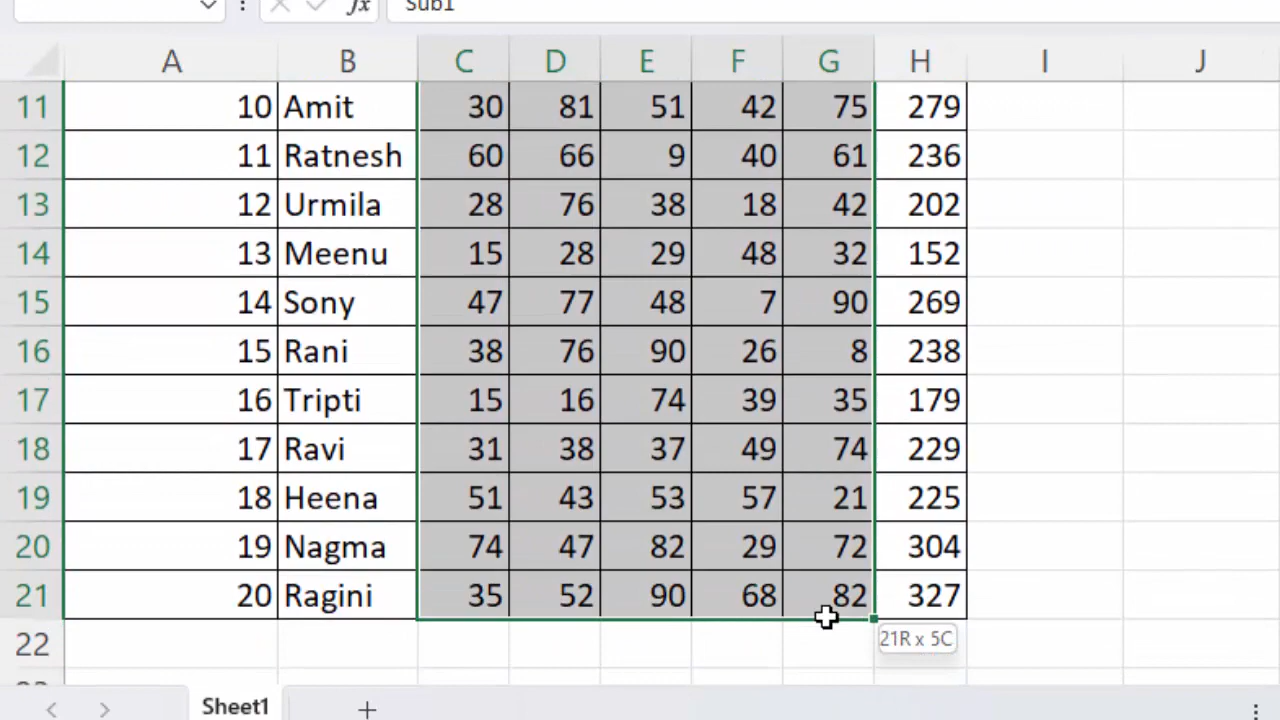 fx Sub1
A B C D E F G H I J
11 10 Amit 30 81 51 42 75 279
12 11 Ratnesh 60 66 9 40 61 236
13 12 Urmila 28 76 38 18 42 202
14 13 Meenu 15 28 29 48 32 152
15 14 Sony 47 77 48 7 90 269
16 15 Rani 38 76 90 26 8 238
17 16 Tripti 15 16 74 39 35 179
18 17 Ravi 31 38 37 49 74 229
19 18 Heena 51 43 53 57 21 225
20 19 Nagma 74 47 82 29 72 304
21 20 Ragini 35 52 90 68 82 327
22
21R x 5C
Sheet1